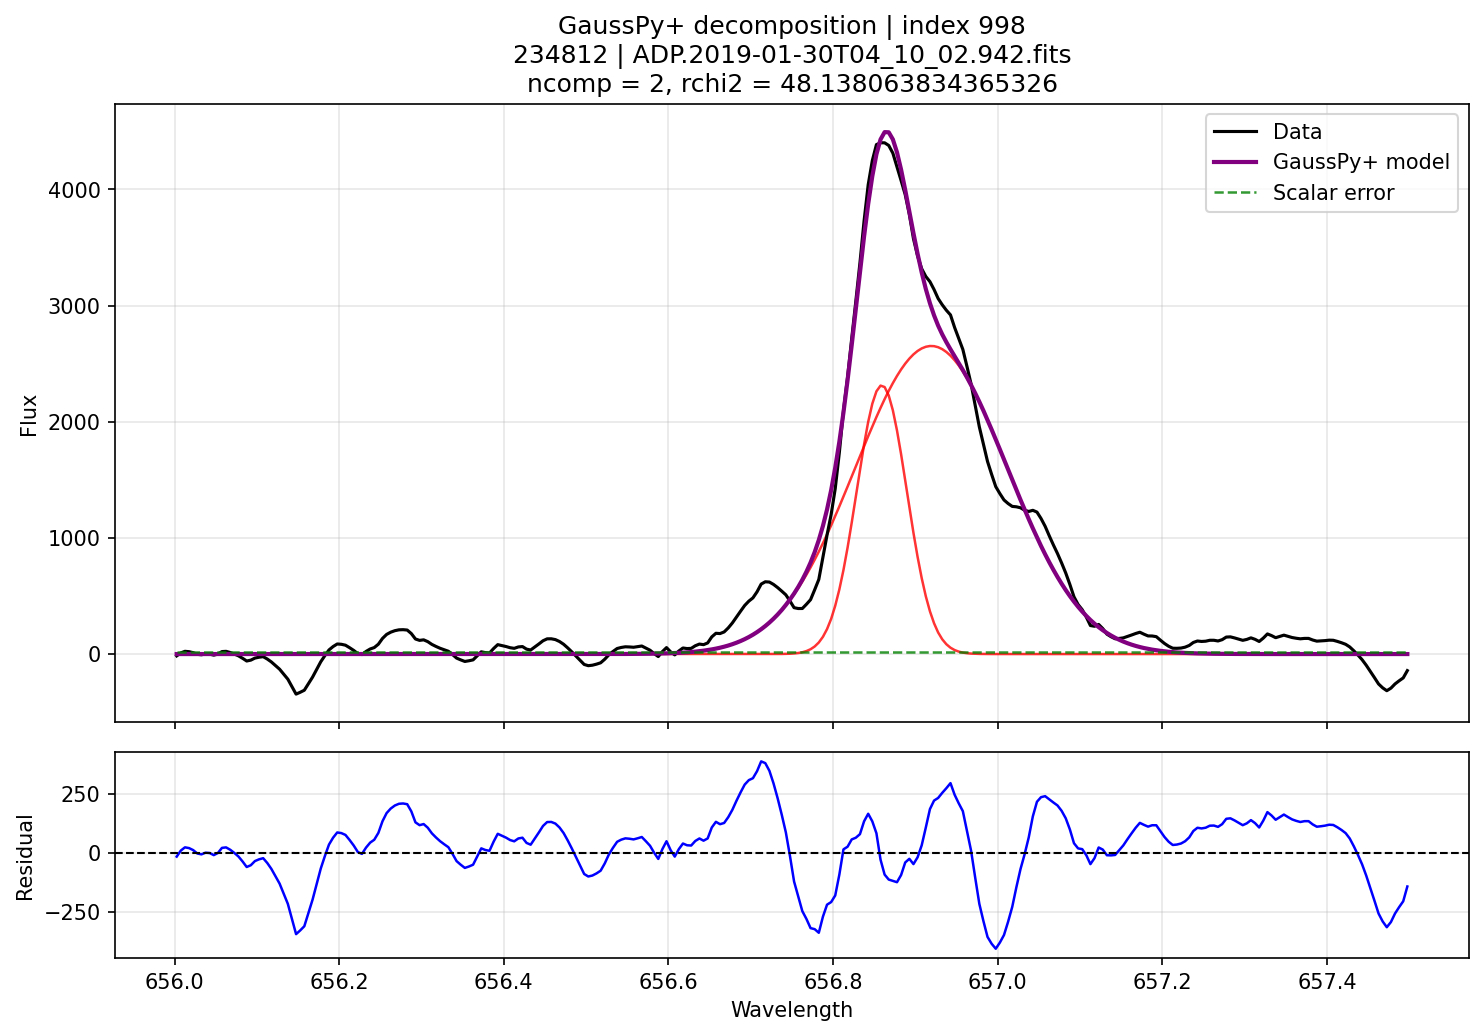 GaussPy+ decomposition | index 998
234812 | ADP.2019-01-30T04_10_02.942.fits
ncomp = 2, rchi2 = 48.138063834365326
Data
GaussPy+ model
Scalar error
Flux
4000
3000
2000
1000
0
Residual
250
0
−250
656.0 656.2 656.4 656.6 656.8 657.0 657.2 657.4
Wavelength